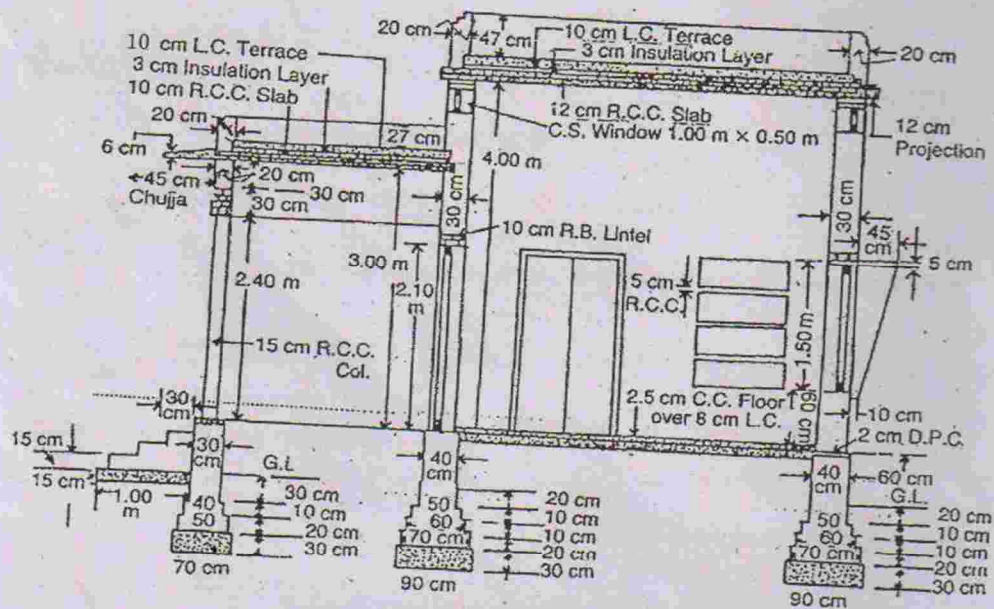 20 cm
47 cm
10 cm L.C. Terrace
3 cm Insulation Layer
20 cm
10 cm L.C. Terrace
3 cm Insulation Layer
10 cm R.C.C. Slab
12 cm R.C.C. Slab
C.S. Window 1.00 m × 0.50 m
12 cm
Projection
20 cm
27 cm
4.00 m
6 cm
45 cm
Chujja
20 cm
30 cm
30 cm
30 cm
30 cm
45
cm
10 cm R.B. Lintel
3.00 m
2.10
m
2.40 m
5 cm
R.C.C.
5 cm
1.50 m
15 cm R.C.C.
Col.
2.5 cm C.C. Floor
over 8 cm L.C.
60 cm
10 cm
2 cm D.P.C.
30
cm
15 cm
15 cm
1.00
m
30
cm
G.L
40
50
70 cm
30 cm
10 cm
20 cm
30 cm
40
cm
50
60
70 cm
90 cm
20 cm
10 cm
10 cm
20 cm
30 cm
40
cm
60 cm
G.L.
50
60
70 cm
90 cm
20 cm
10 cm
10 cm
20 cm
30 cm